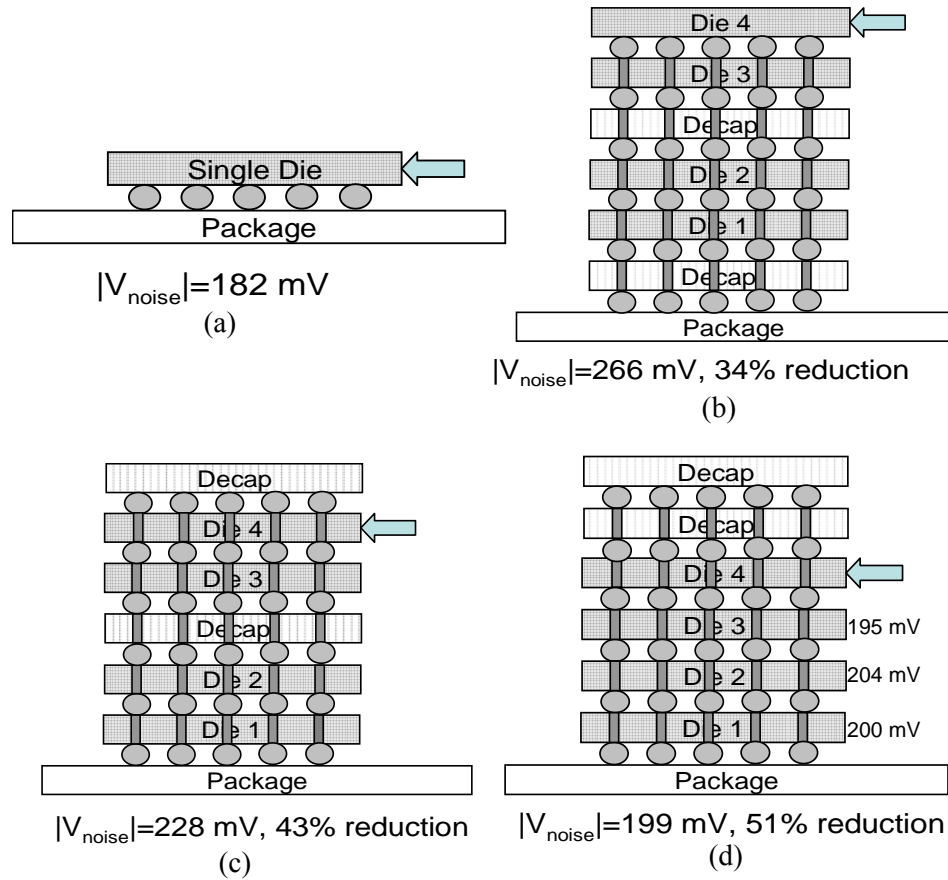 Single Die
Package
|Vnoise|=182 mV
(a)
Die 4
Die 3
Decap
Die 2
Die 1
Decap
Package
|Vnoise|=266 mV, 34% reduction
(b)
Decap
Die 4
Die 3
Decap
Die 2
Die 1
Package
|Vnoise|=228 mV, 43% reduction
(c)
Decap
Decap
Die 4
Die 3 195 mV
Die 2 204 mV
Die 1 200 mV
Package
|Vnoise|=199 mV, 51% reduction
(d)